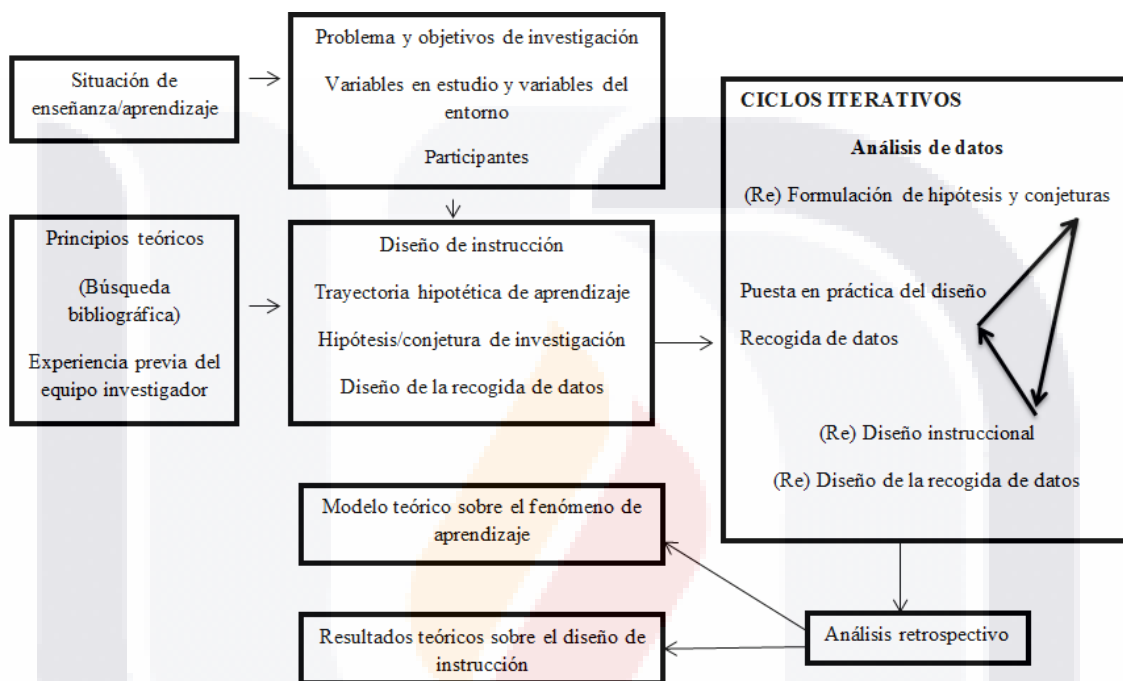 Situación de
enseñanza/aprendizaje
Problema y objetivos de investigación
Variables en estudio y variables del
entorno
Participantes
Principios teóricos
(Búsqueda
bibliográfica)
Experiencia previa del
equipo investigador
Diseño de instrucción
Trayectoria hipotética de aprendizaje
Hipótesis/conjetura de investigación
Diseño de la recogida de datos
CICLOS ITERATIVOS
Análisis de datos
(Re) Formulación de hipótesis y conjeturas
Puesta en práctica del diseño
Recogida de datos
(Re) Diseño instruccional
(Re) Diseño de la recogida de datos
Modelo teórico sobre el fenómeno de
aprendizaje
Resultados teóricos sobre el diseño de
instrucción
Análisis retrospectivo